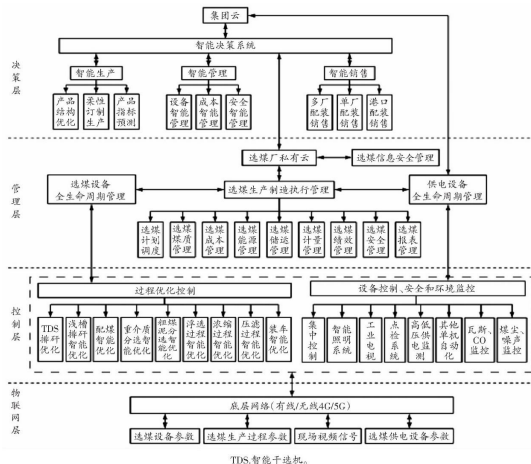 集团云
智能决策系统
决策层
智能生产
智能管理
智能销售
产品结构优化
柔性订制生产
产品指标预测
设备智能管理
成本智能管理
安全智能管理
多厂配装销售
单厂配装销售
港口配装销售
选煤厂私有云
选煤信息安全管理
管理层
选煤设备
全生命周期管理
选煤生产制造执行管理
供电设备
全生命周期管理
选煤计划调度
选煤煤质管理
选煤成本管理
选煤能源管理
选煤储运管理
选煤计量管理
选煤绩效管理
选煤安全管理
选煤报表管理
控制层
过程优化控制
设备控制、安全和环境监控
TDS排矸优化
浅槽排矸智能优化
配煤智能优化
重介质分选智能优化
粗煤泥分选智能优化
浮选过程智能优化
浓缩过程智能优化
压滤过程智能优化
装车智能优化
集中控制
智能照明系统
工业电视
点检系统
高低压供电监测
其他单机自动化
瓦斯、CO监控
煤尘、噪声监控
物联网层
底层网络(有线/无线4G/5G)
选煤设备参数
选煤生产过程参数
现场视频信号
选煤供电设备参数
TDS.智能干选机。